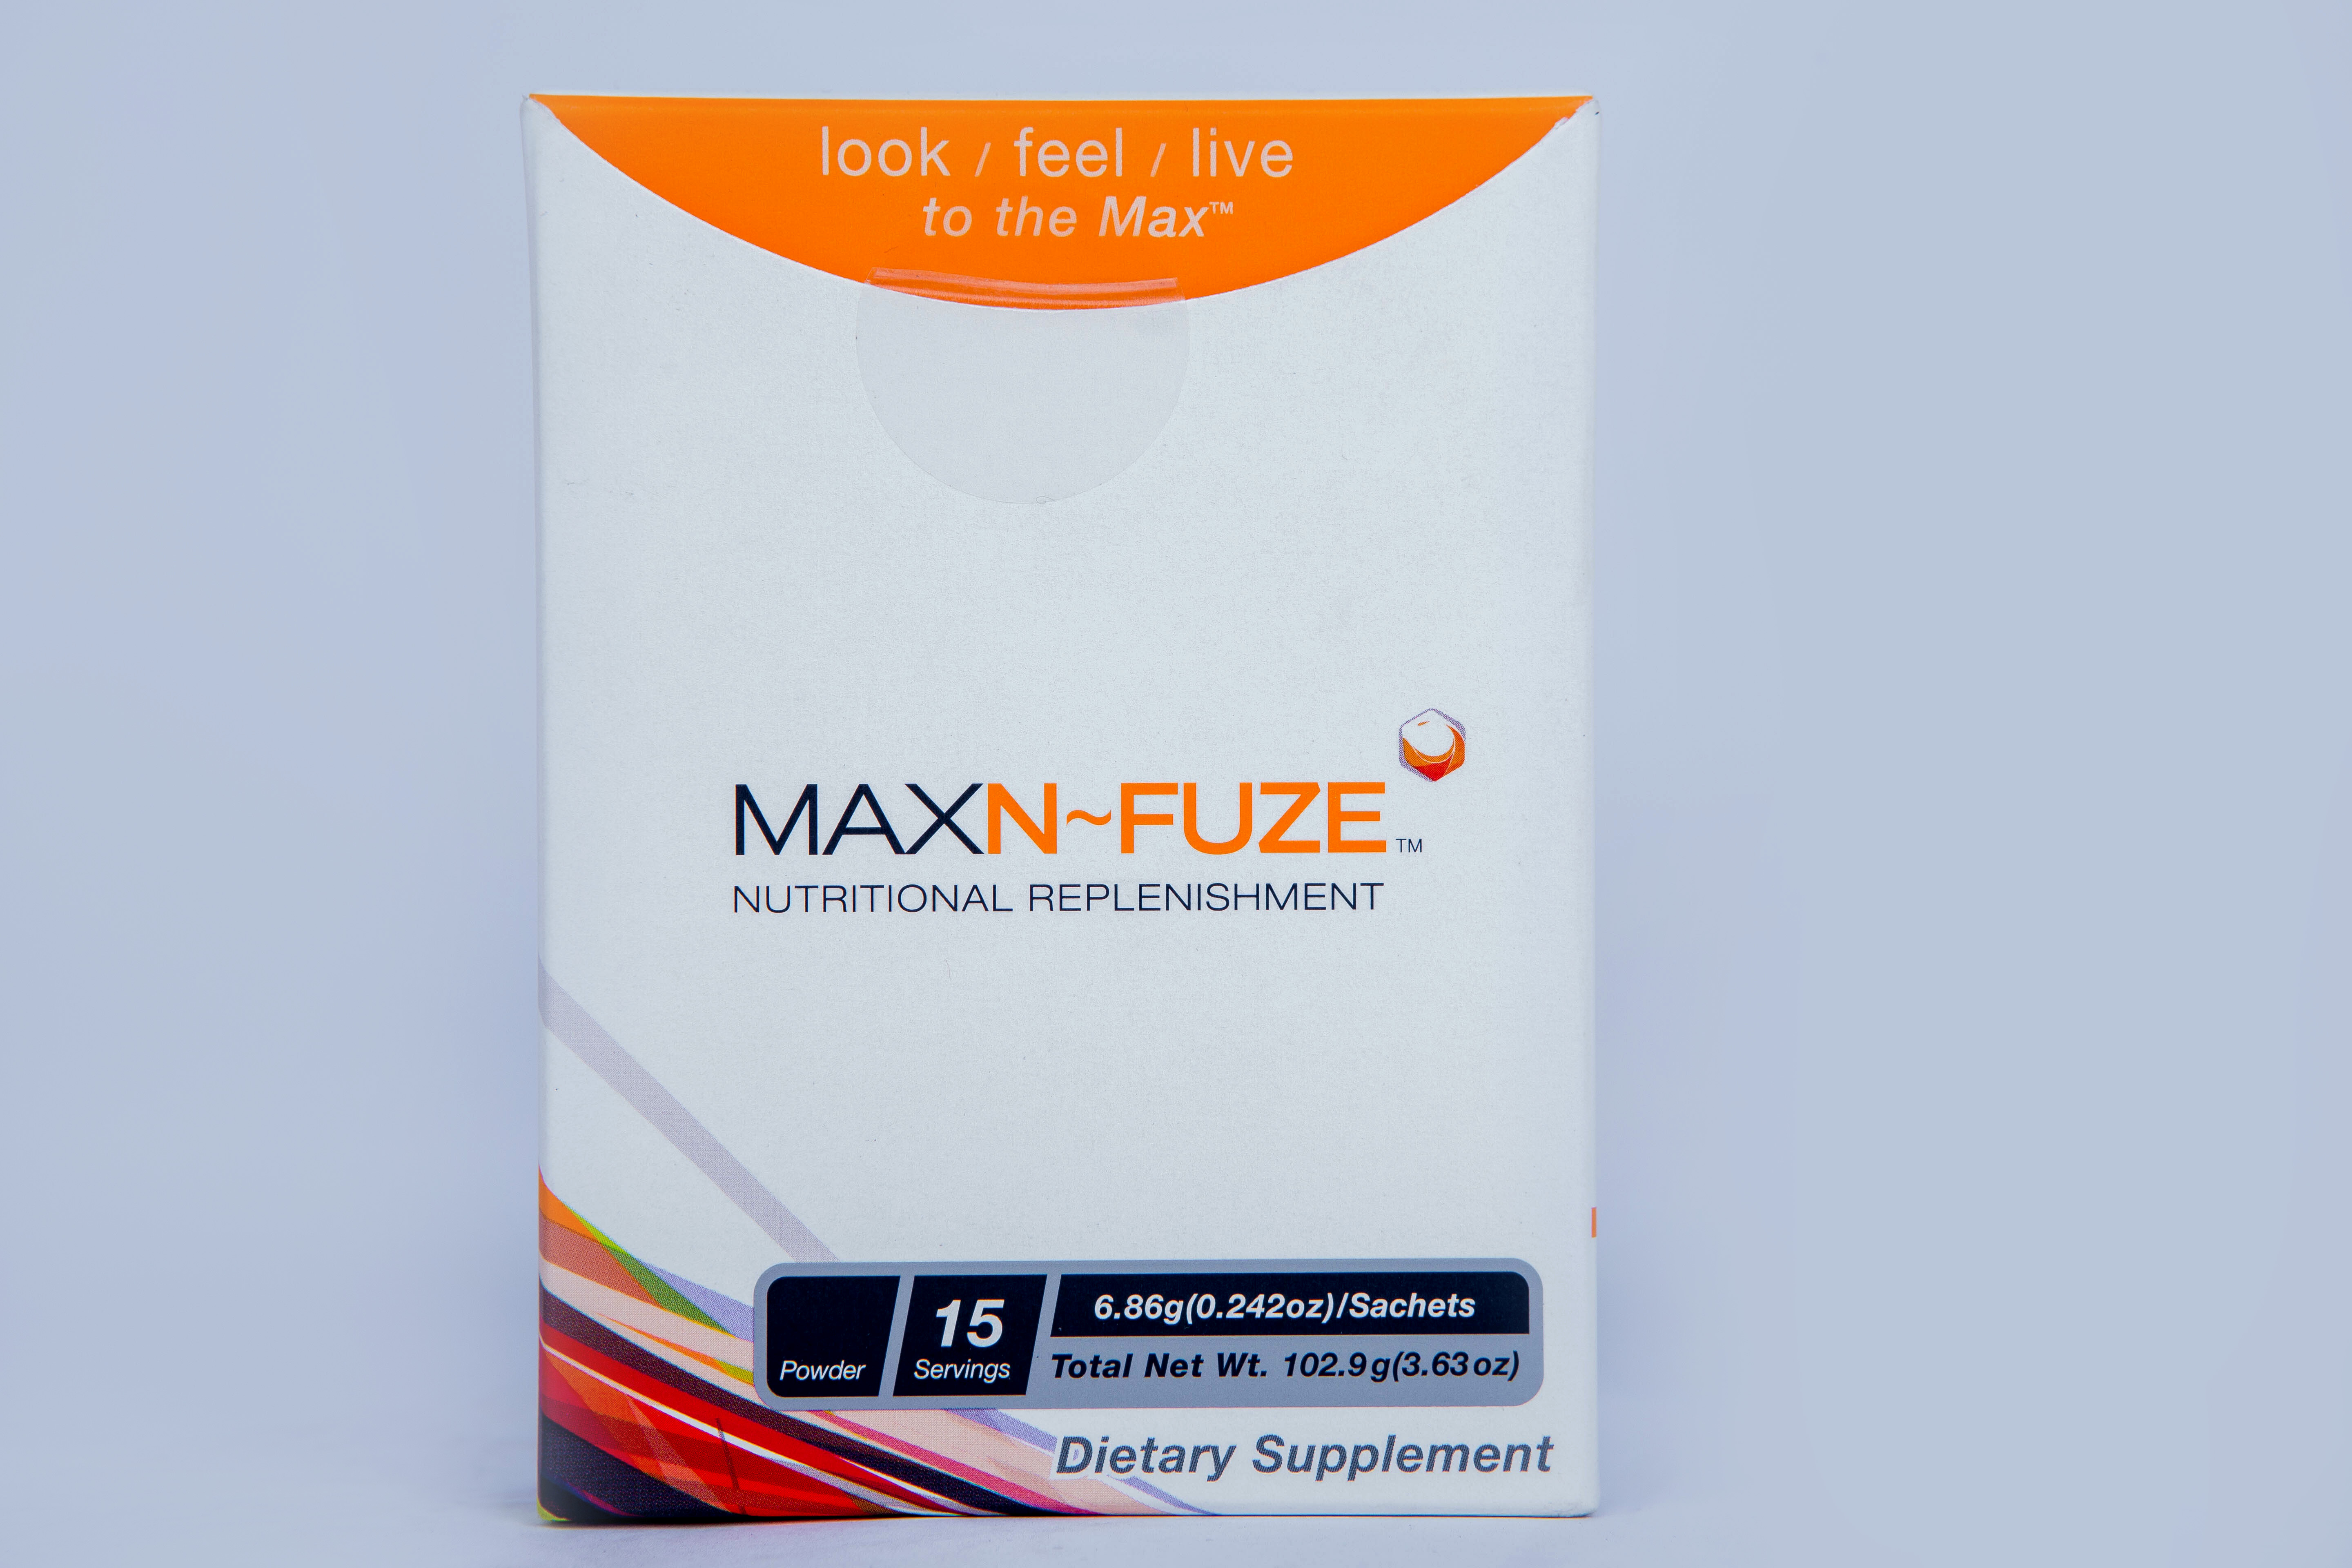 look / feel / live
to the Max™
MAXN~FUZE™
NUTRITIONAL REPLENISHMENT
Powder
15
Servings
6.86g(0.242oz)/Sachets
Total Net Wt. 102.9g(3.63oz)
Dietary Supplement